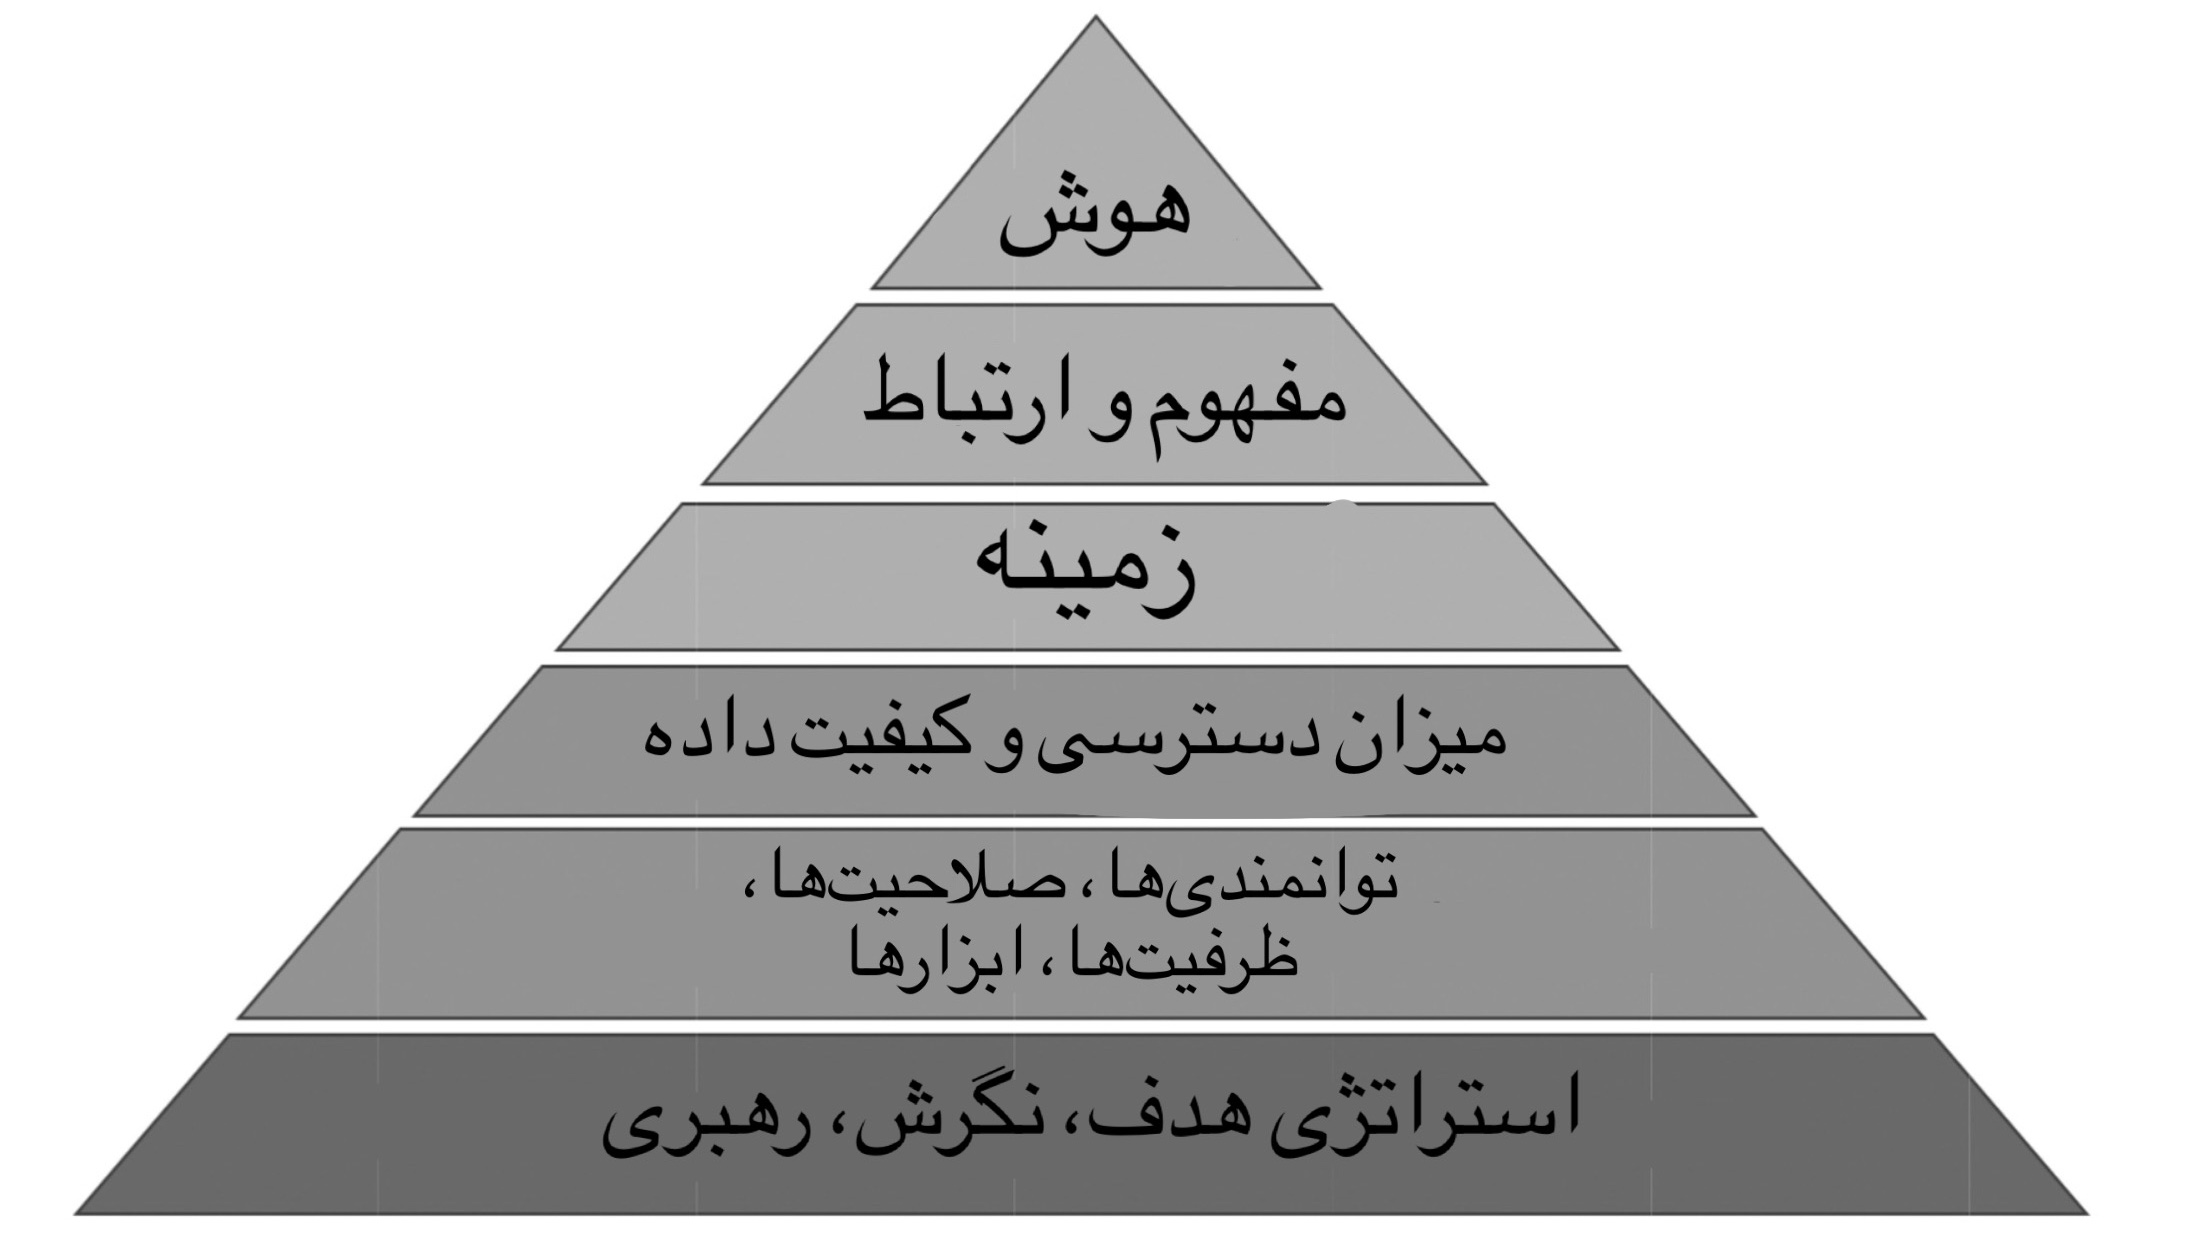 هوش
مفهوم و ارتباط
زمینه
میزان دسترسی و کیفیت داده
توانمندی‌ها، صلاحیت‌ها،
ظرفیت‌ها، ابزارها
استراتژی هدف، نگرش، رهبری